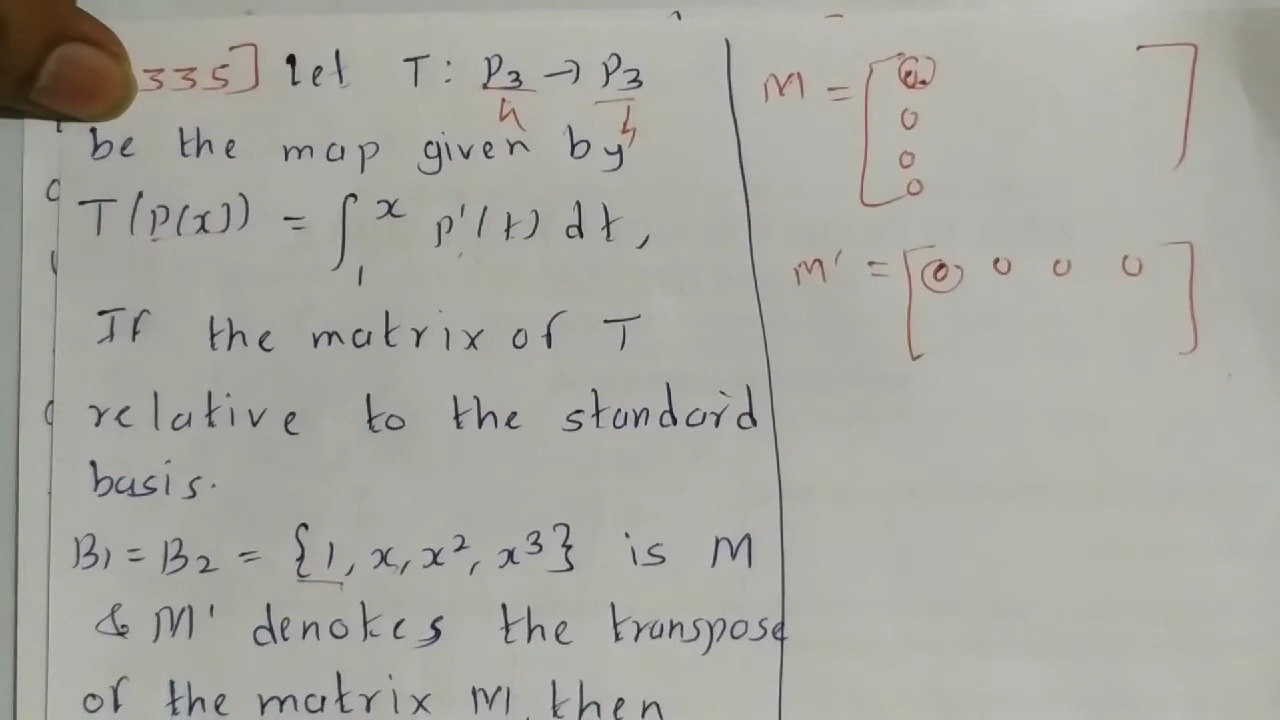 335] let T: P3 → P3
4 4
be the map given by
T(P(x)) = ∫₁ˣ p'(t) dt,
If the matrix of T
relative to the standard
basis.
B1 = B2 = {1, x, x², x³} is M
& M' denotes the transpose
of the matrix M, then
M = [0
0
0
0 ]
M' = [0 0 0 0 ]